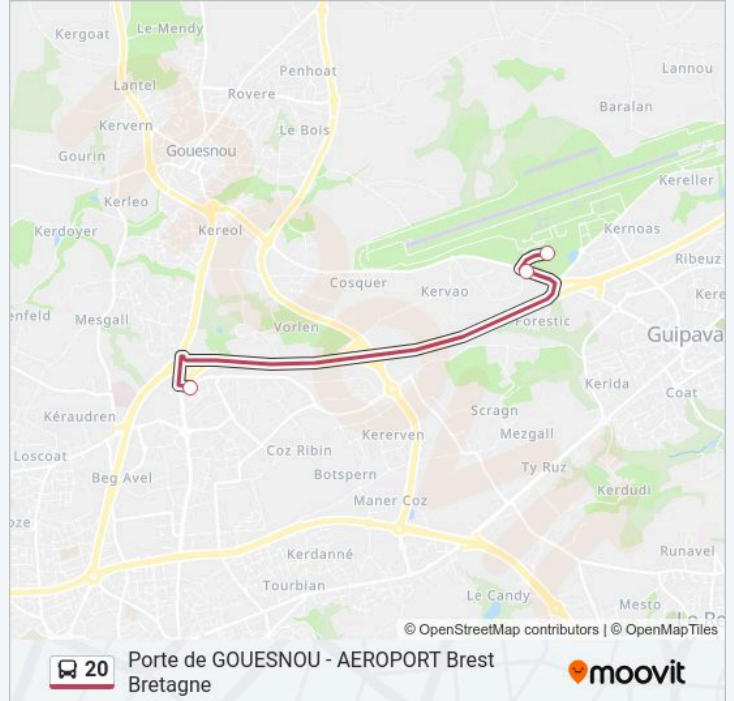 Kergoat
Le Mendy
Penhoat
Lannou
Lantel
Rovere
Baralan
Kervern
Le Bois
Gourin
Gouesnou
Kereller
Kerleo
Kerdoyer
Kereol
Kernoas
Ribeuz
Cosquer
Kervao
Kere
enfeld
Mesgall
Vorlen
Forestic
Guipava
Kerida
Coat
Kéraudren
Scragn
Kererven
Mezgall
Loscoat
Coz Ribin
Beg Avel
Botspern
Ty Ruz
Kerdudi
Maner Coz
oze
Kerdanné
Runavel
Tourbian
Le Candy
Mesto
© OpenStreetMap contributors | © OpenMapTiles
20
Porte de GOUESNOU - AEROPORT Brest
Bretagne
moovit